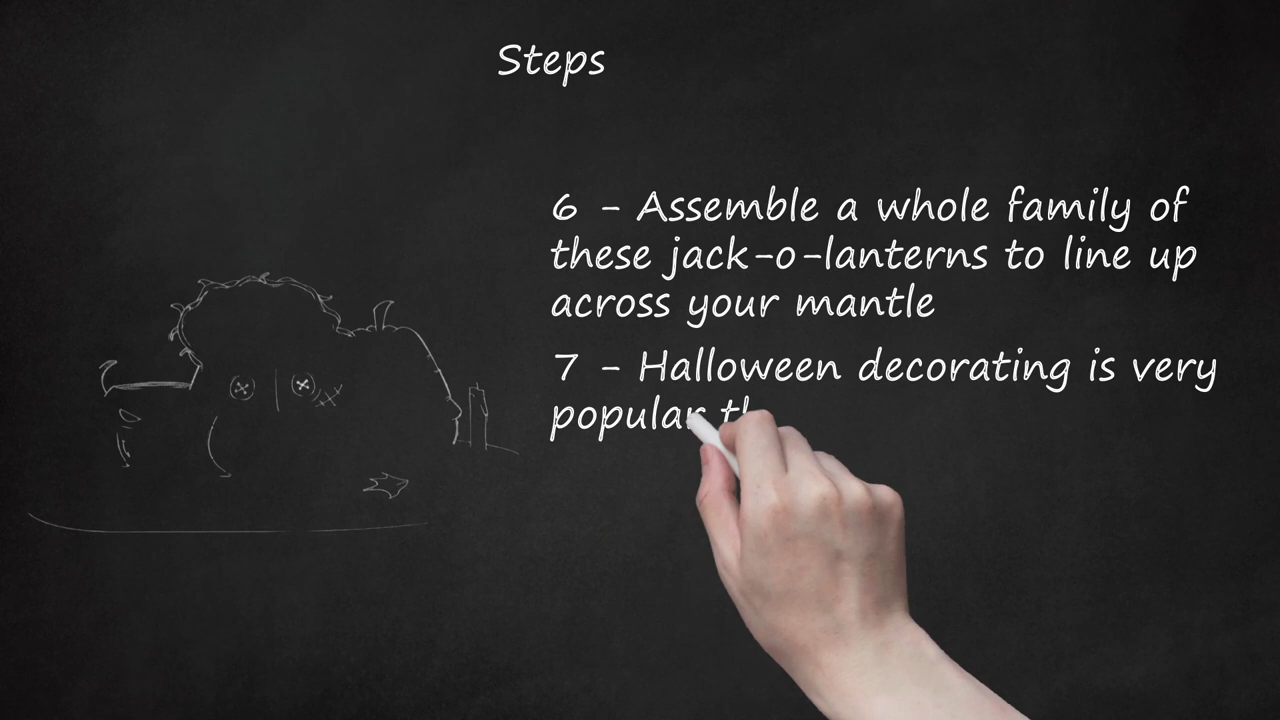 Steps
6 - Assemble a whole family of
these jack-o-lanterns to line up
across your mantle
7 - Halloween decorating is very
popular